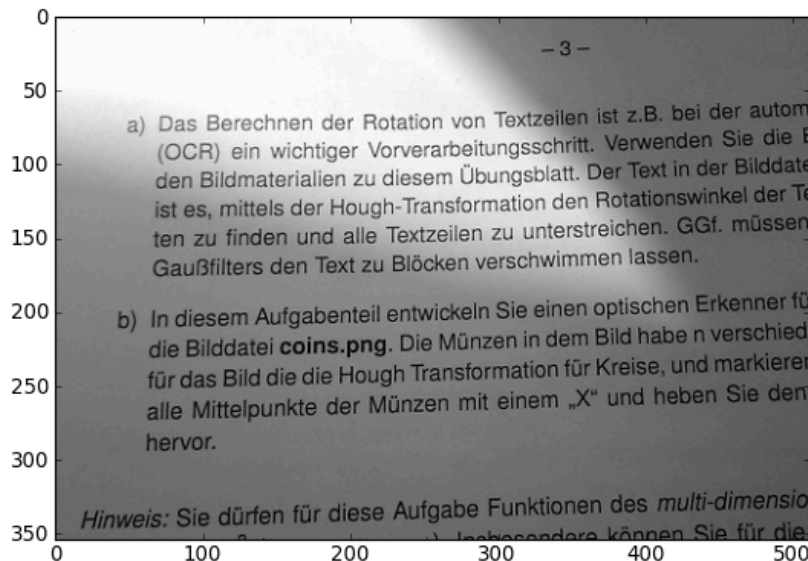 – 3 –
a) Das Berechnen der Rotation von Textzeilen ist z.B. bei der autom
(OCR) ein wichtiger Vorverarbeitungsschritt. Verwenden Sie die
den Bildmaterialien zu diesem Übungsblatt. Der Text in der Bilddate
ist es, mittels der Hough-Transformation den Rotationswinkel der Te
ten zu finden und alle Textzeilen zu unterstreichen. GGf. müssen
Gaußfilters den Text zu Blöcken verschwimmen lassen.
b) In diesem Aufgabenteil entwickeln Sie einen optischen Erkenner fü
die Bilddatei coins.png. Die Münzen in dem Bild habe n verschied
für das Bild die die Hough Transformation für Kreise, und markieren
alle Mittelpunkte der Münzen mit einem „X“ und heben Sie den
hervor.
Hinweis: Sie dürfen für diese Aufgabe Funktionen des multi-dimensio
Insbesondere können Sie für die
0
50
100
150
200
250
300
350
0 100 200 300 400 500